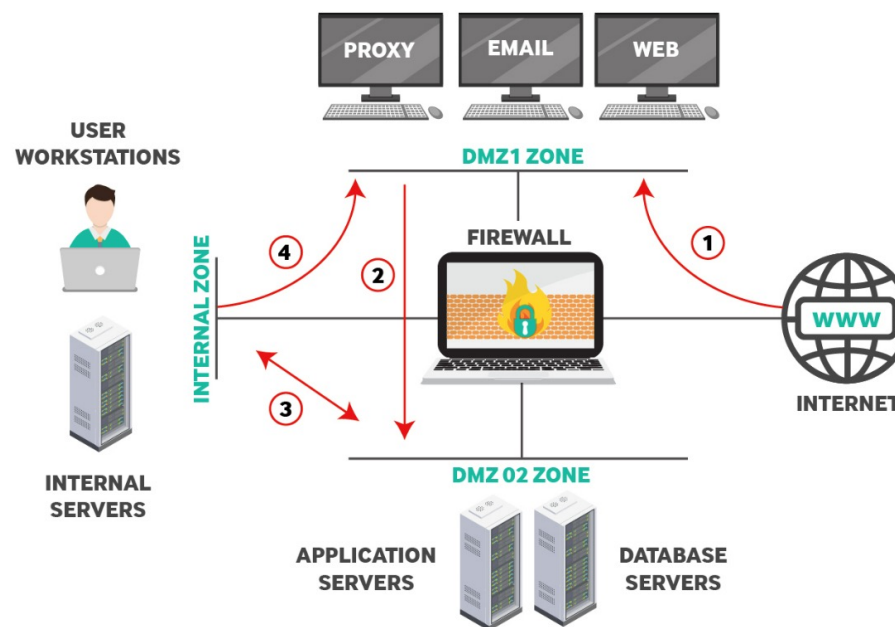 PROXY
EMAIL
WEB
USER
WORKSTATIONS
DMZ1 ZONE
FIREWALL
1
4
2
INTERNAL ZONE
WWW
3
INTERNET
DMZ 02 ZONE
INTERNAL
SERVERS
APPLICATION
SERVERS
DATABASE
SERVERS